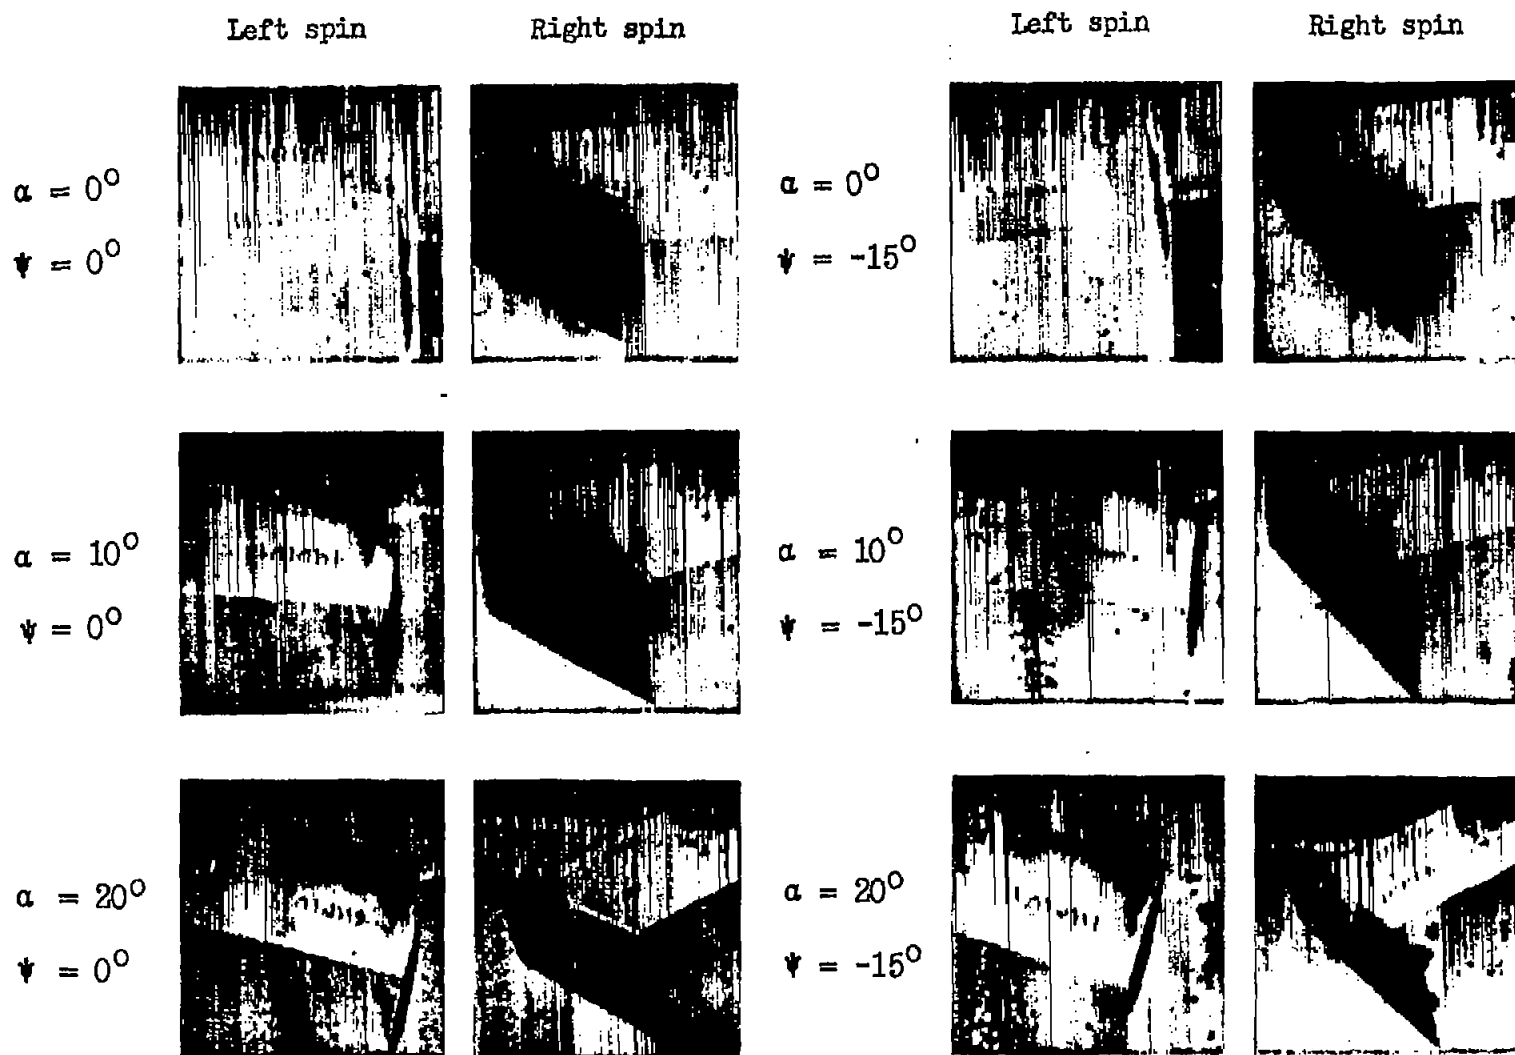 Left spin Right spin Left spin Right spin
α = 0° α = 0°
ψ = 0° ψ = -15°
α = 10° α = 10°
ψ = 0° ψ = -15°
α = 20° α = 20°
ψ = 0° ψ = -15°